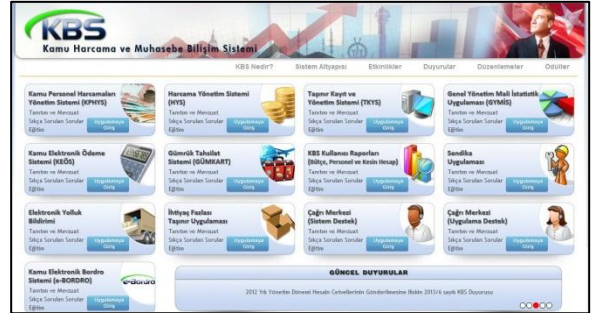 KBS
Kamu Harcama ve Muhasebe Bilişim Sistemi
KBS Nedir? Sistem Altyapısı Etkinlikler Duyurular Düzenlemeler Ödüller
Kamu Personel Harcamaları
Yönetim Sistemi (KPHYS)
Tanıtım ve Mevzuat
Sıkça Sorulan Sorular
Eğitim
Uygulamaya
Giriş
Harcama Yönetim Sistemi
(HYS)
Tanıtım ve Mevzuat
Sıkça Sorulan Sorular
Eğitim
Uygulamaya
Giriş
Taşınır Kayıt ve
Yönetim Sistemi (TKYS)
Tanıtım ve Mevzuat
Sıkça Sorulan Sorular
Eğitim
Uygulamaya
Giriş
Genel Yönetim Mali İstatistik
Uygulaması (GYMİS)
Tanıtım ve Mevzuat
Sıkça Sorulan Sorular
Eğitim
Uygulamaya
Giriş
Kamu Elektronik Ödeme
Sistemi (KEÖS)
Tanıtım ve Mevzuat
Sıkça Sorulan Sorular
Eğitim
Uygulamaya
Giriş
Gümrük Tahsilat
Sistemi (GÜMKART)
Tanıtım ve Mevzuat
Sıkça Sorulan Sorular
Eğitim
Uygulamaya
Giriş
KBS Kullanıcı Raporları
(Bütçe, Personel ve Kesin Hesap)
Tanıtım ve Mevzuat
Sıkça Sorulan Sorular
Eğitim
Uygulamaya
Giriş
Sendika
Uygulaması
Tanıtım ve Mevzuat
Sıkça Sorulan Sorular
Eğitim
Uygulamaya
Giriş
Elektronik Yolluk
Bildirimi
Tanıtım ve Mevzuat
Sıkça Sorulan Sorular
Eğitim
Uygulamaya
Giriş
İhtiyaç Fazlası
Taşınır Uygulaması
Tanıtım ve Mevzuat
Sıkça Sorulan Sorular
Eğitim
Uygulamaya
Giriş
Çağrı Merkezi
(Sistem Destek)
Tanıtım ve Mevzuat
Sıkça Sorulan Sorular
Eğitim
Uygulamaya
Giriş
Çağrı Merkezi
(Uygulama Destek)
Tanıtım ve Mevzuat
Sıkça Sorulan Sorular
Eğitim
Uygulamaya
Giriş
Kamu Elektronik Bordro
Sistemi (e-BORDRO)
Tanıtım ve Mevzuat
Sıkça Sorulan Sorular
Eğitim
Uygulamaya
Giriş
e-Bordro
GÜNCEL DUYURULAR
2012 Yılı Yönetim Dönemi Hesabı Cetvellerinin Gönderilmesine İlişkin 2013/6 sayılı KBS Duyurusu